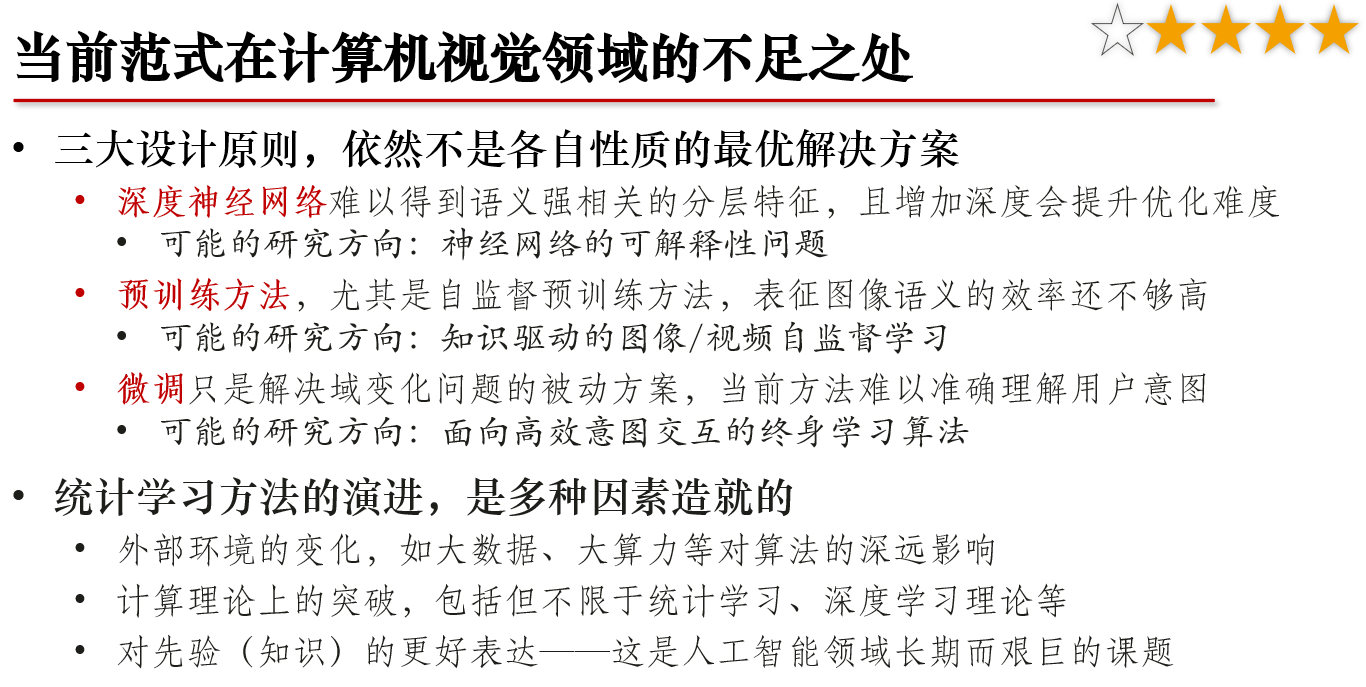 当前范式在计算机视觉领域的不足之处
• 三大设计原则，依然不是各自性质的最优解决方案
• 深度神经网络难以得到语义强相关的分层特征，且增加深度会提升优化难度
• 可能的研究方向：神经网络的可解释性问题
• 预训练方法，尤其是自监督预训练方法，表征图像语义的效率还不够高
• 可能的研究方向：知识驱动的图像/视频自监督学习
• 微调只是解决域变化问题的被动方案，当前方法难以准确理解用户意图
• 可能的研究方向：面向高效意图交互的终身学习算法
• 统计学习方法的演进，是多种因素造就的
• 外部环境的变化，如大数据、大算力等对算法的深远影响
• 计算理论上的突破，包括但不限于统计学习、深度学习理论等
• 对先验（知识）的更好表达——这是人工智能领域长期而艰巨的课题